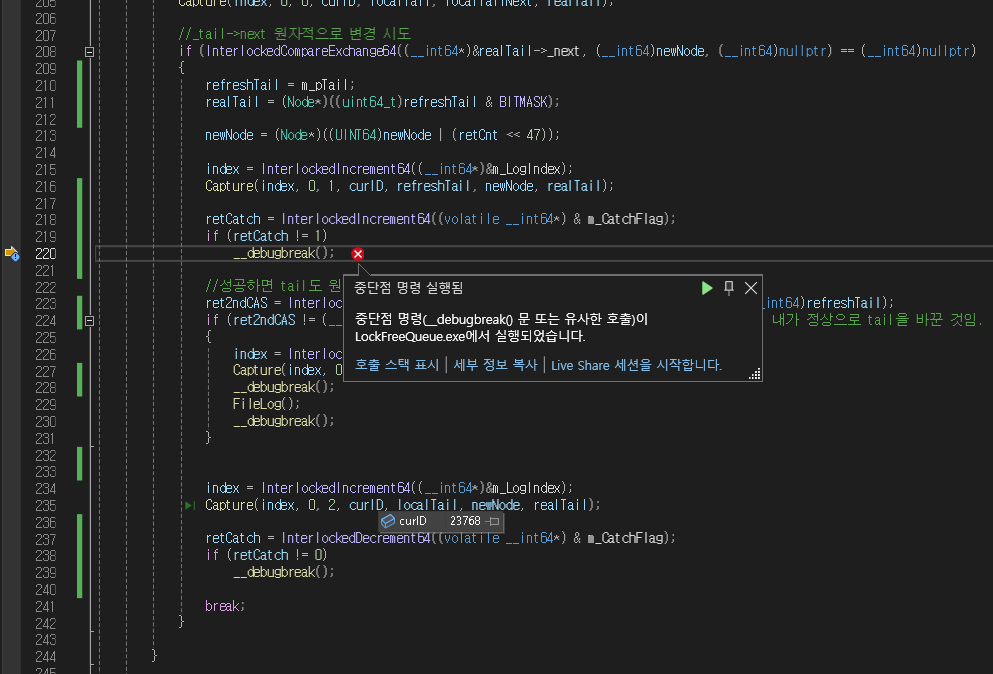 205 Capture(index, 0, 0, curID, localTail, localTailNext, realTail);
206
207 //_tail->next 원자적으로 변경 시도
208 if (InterlockedCompareExchange64((__int64*)&realTail->_next, (__int64)newNode, (__int64)nullptr) == (__int64)nullptr)
209 {
210 refreshTail = m_pTail;
211 realTail = (Node*)((uint64_t)refreshTail & BITMASK);
212
213 newNode = (Node*)((UINT64)newNode | (retCnt << 47));
214
215 index = InterlockedIncrement64((__int64*)&m_LogIndex);
216 Capture(index, 0, 1, curID, refreshTail, newNode, realTail);
217
218 retCatch = InterlockedIncrement64((volatile __int64*) & m_CatchFlag);
219 if (retCatch != 1)
220 __debugbreak();
221
222 //성공하면 tail도 원
223 ret2ndCAS = Interloc int64)refreshTail);
224 if (ret2ndCAS != (__ 내가 정상으로 tail을 바꾼 것임.
225 {
226 index = Interloc
227 Capture(index, 0
228 __debugbreak();
229 FileLog();
230 __debugbreak();
231 }
232
233
234 index = InterlockedIncrement64((__int64*)&m_LogIndex);
235 Capture(index, 0, 2, curID, localTail, newNode, realTail);
236
237 retCatch = InterlockedDecrement64((volatile __int64*) & m_CatchFlag);
238 if (retCatch != 0)
239 __debugbreak();
240
241 break;
242 }
243
244 }
245
중단점 명령 실행됨
중단점 명령(__debugbreak() 문 또는 유사한 호출)이
LockFreeQueue.exe에서 실행되었습니다.
호출 스택 표시 | 세부 정보 복사 | Live Share 세션을 시작합니다.
curID 23768